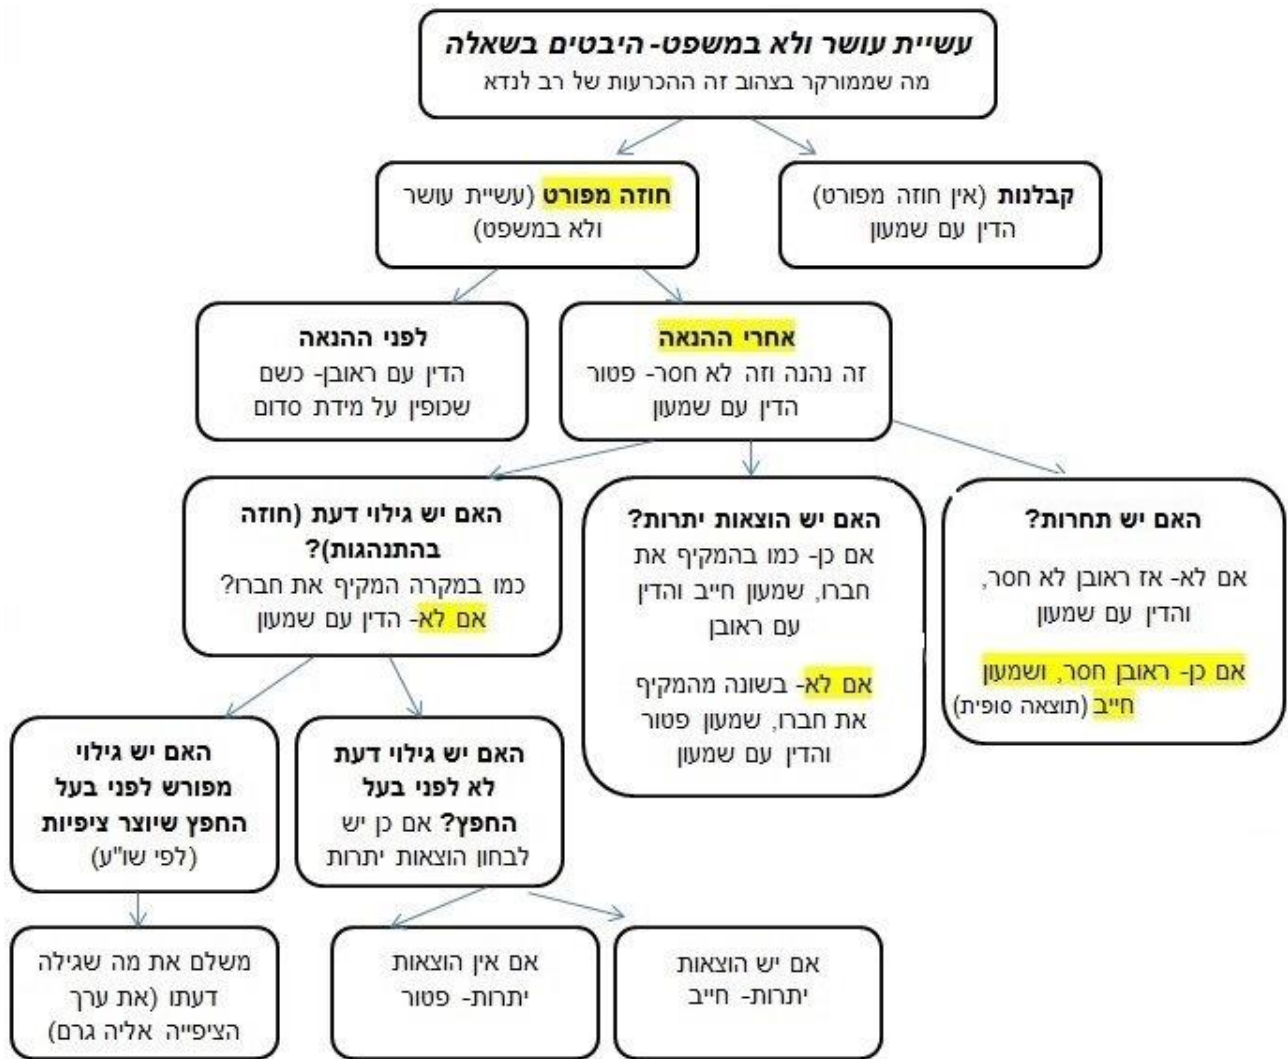 עשיית עושר ולא במשפט- היבטים בשאלה
מה שממורקר בצהוב זה ההכרעות של רב לנדא
קבלנות (אין חוזה מפורט)
הדין עם שמעון
חוזה מפורט (עשיית עושר
ולא במשפט)
אחרי ההנאה
זה נהנה וזה לא חסר- פטור
הדין עם שמעון
לפני ההנאה
הדין עם ראובן- כשם
שכופין על מידת סדום
האם יש תחרות?
אם לא- אז ראובן לא חסר,
והדין עם שמעון
אם כן- ראובן חסר, ושמעון
חייב (תוצאה סופית)
האם יש הוצאות יתרות?
אם כן- כמו בהמקיף את
חברו, שמעון חייב והדין
עם ראובן
אם לא- בשונה מהמקיף
את חברו, שמעון פטור
והדין עם שמעון
האם יש גילוי דעת (חוזה
בהתנהגות)?
כמו במקרה המקיף את חברו?
אם לא- הדין עם שמעון
האם יש גילוי דעת
לא לפני בעל
החפץ? אם כן יש
לבחון הוצאות יתרות
האם יש גילוי
מפורש לפני בעל
החפץ שיוצר ציפיות
(לפי שו"ע)
אם יש הוצאות
יתרות- חייב
אם אין הוצאות
יתרות- פטור
משלם את מה שגילה
דעתו (את ערך
הציפייה אליה גרם)